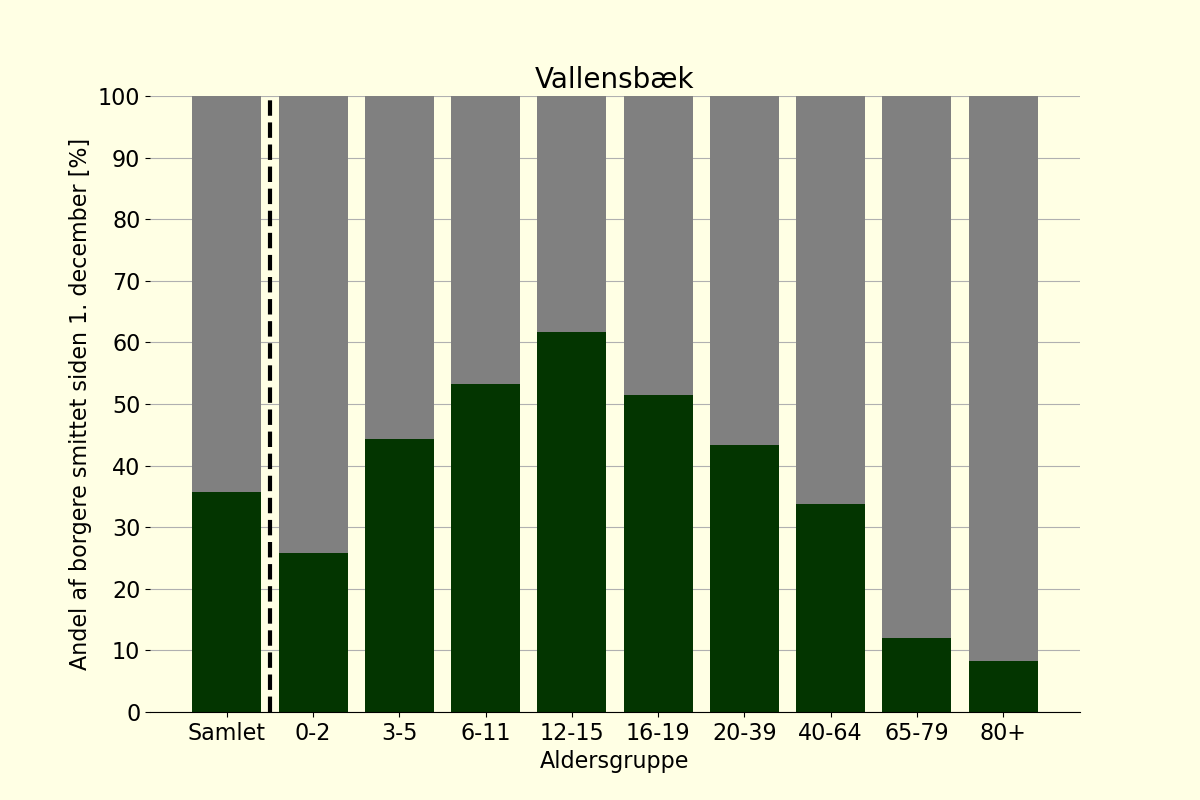 Vallensbæk
Andel af borgere smittet siden 1. december [%]
100
90
80
70
60
50
40
30
20
10
0
Samlet 0-2 3-5 6-11 12-15 16-19 20-39 40-64 65-79 80+
Aldersgruppe